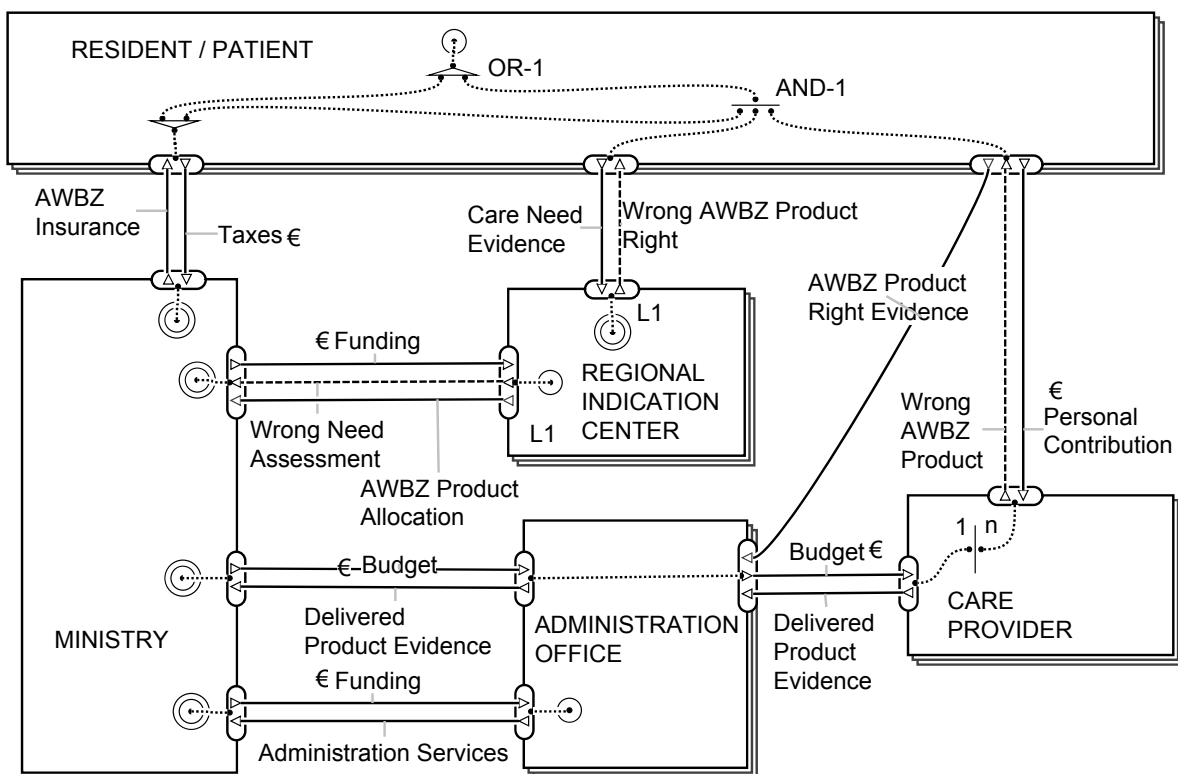 RESIDENT / PATIENT
OR-1
AND-1
AWBZ
Insurance
Taxes €
Care Need
Evidence
Wrong AWBZ Product
Right
AWBZ Product
Right Evidence
L1
€ Funding
REGIONAL
INDICATION
CENTER
L1
Wrong Need
Assessment
AWBZ Product
Allocation
Wrong
AWBZ
Product
€
Personal
Contribution
1 n
CARE
PROVIDER
€ Budget
Delivered
Product Evidence
MINISTRY
ADMINISTRATION
OFFICE
Budget €
Delivered
Product
Evidence
€ Funding
Administration Services